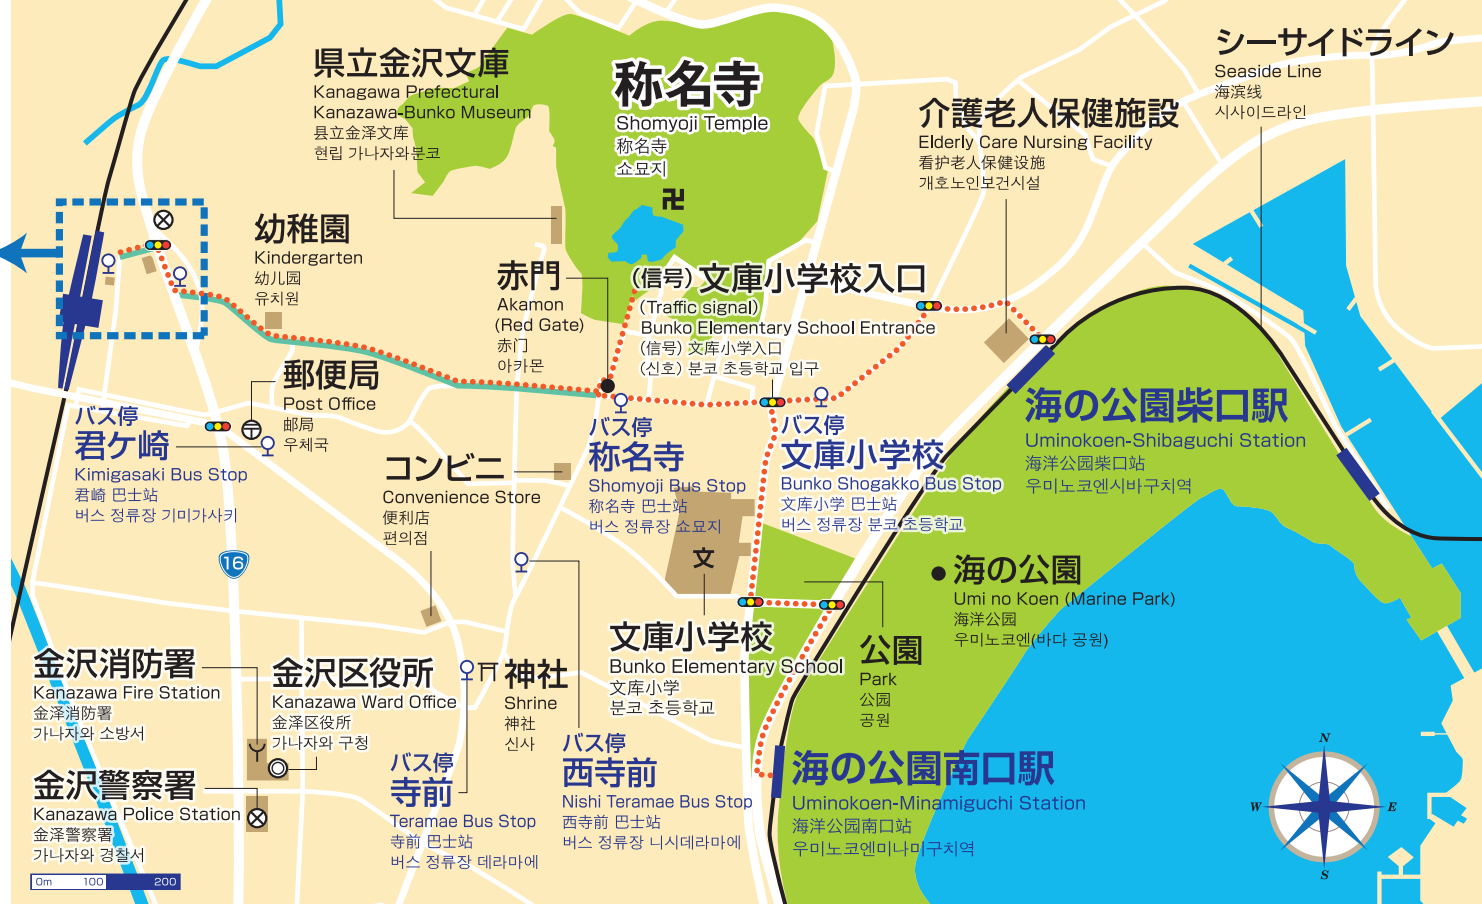 県立金沢文庫
Kanagawa Prefectural
Kanazawa-Bunko Museum
县立金泽文库
현립 가나자와분코
称名寺
Shomyoji Temple
称名寺
쇼묘지
卍
介護老人保健施設
Elderly Care Nursing Facility
看护老人保健设施
개호노인보건시설
シーサイドライン
Seaside Line
海滨线
시사이드라인
幼稚園
Kindergarten
幼儿园
유치원
赤門
Akamon
(Red Gate)
赤门
아카몬
(信号) 文庫小学校入口
(Traffic signal)
Bunko Elementary School Entrance
(信号) 文库小学入口
(신호) 분코 초등학교 입구
郵便局
Post Office
邮局
우체국
バス停
君ケ崎
Kimigasaki Bus Stop
君崎 巴士站
버스 정류장 기미가사키
コンビニ
Convenience Store
便利店
편의점
バス停
称名寺
Shomyoji Bus Stop
称名寺 巴士站
버스 정류장 쇼묘지
バス停
文庫小学校
Bunko Shogakko Bus Stop
文库小学 巴士站
버스 정류장 분코 초등학교
海の公園柴口駅
Uminokoen-Shibaguchi Station
海洋公园柴口站
우미노코엔시바구치역
16
文
海の公園
Umi no Koen (Marine Park)
海洋公园
우미노코엔(바다 공원)
文庫小学校
Bunko Elementary School
文库小学
분코 초등학교
公園
Park
公园
공원
金沢消防署
Kanazawa Fire Station
金泽消防署
가나자와 소방서
金沢区役所
Kanazawa Ward Office
金泽区役所
가나자와 구청
神社
Shrine
神社
신사
バス停
寺前
Teramae Bus Stop
寺前 巴士站
버스 정류장 데라마에
バス停
西寺前
Nishi Teramae Bus Stop
西寺前 巴士站
버스 정류장 니시데라마에
海の公園南口駅
Uminokoen-Minamiguchi Station
海洋公园南口站
우미노코엔미나미구치역
金沢警察署
Kanazawa Police Station
金泽警察署
가나자와 경찰서
0m 100 200
N
W E
S